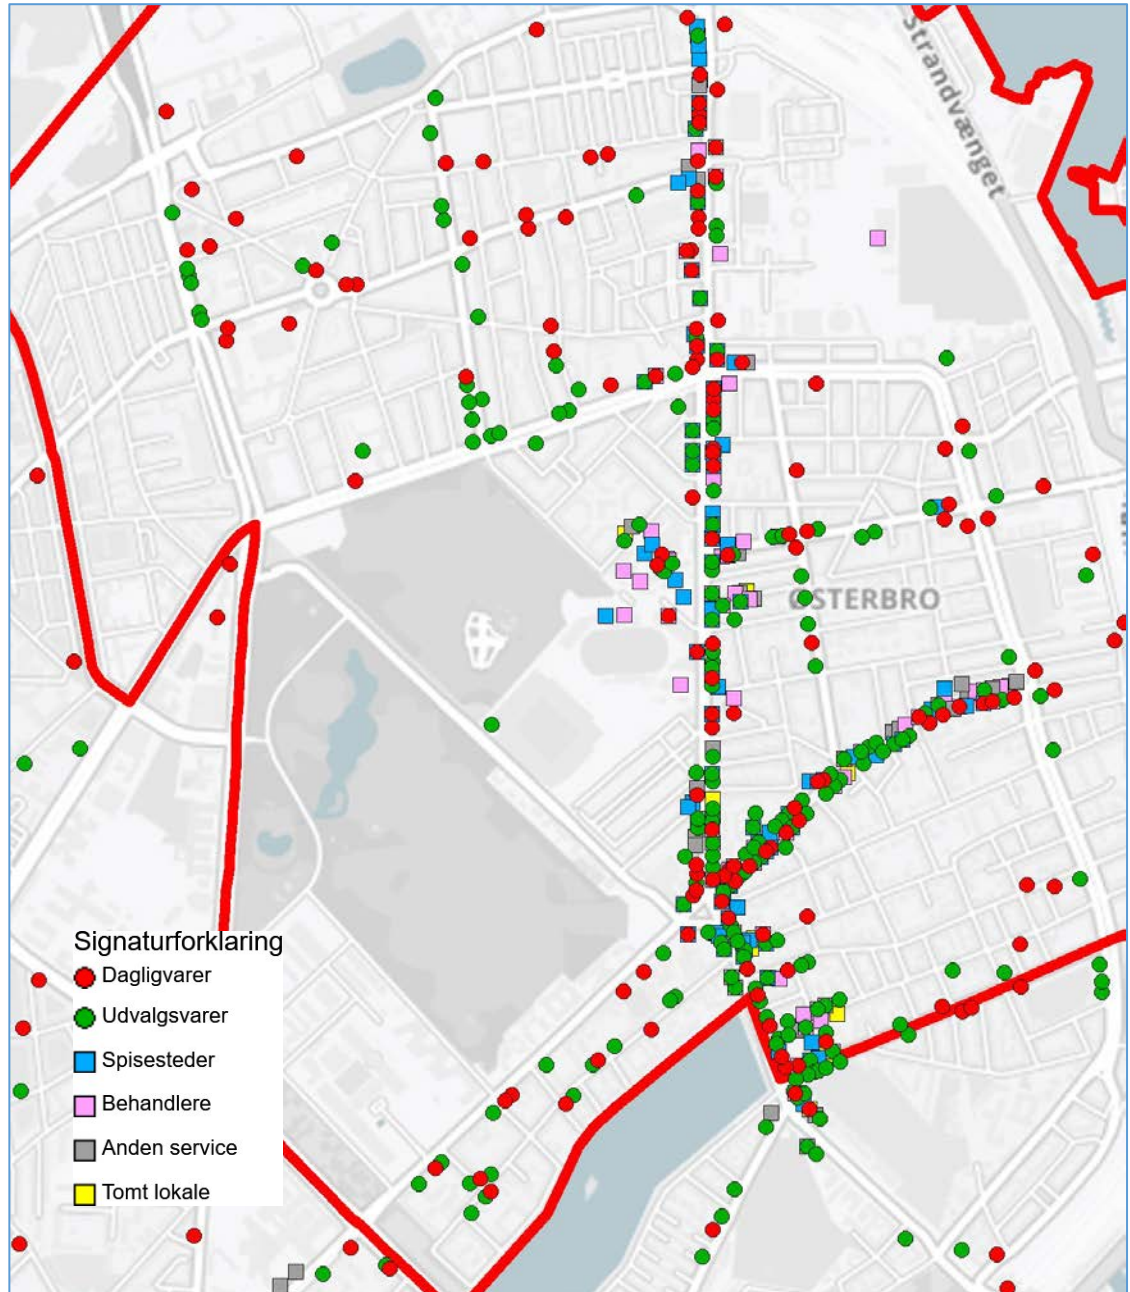 Strandvænget
ØSTERBRO
Signaturforklaring
Dagligvarer
Udvalgsvarer
Spisesteder
Behandlere
Anden service
Tomt lokale